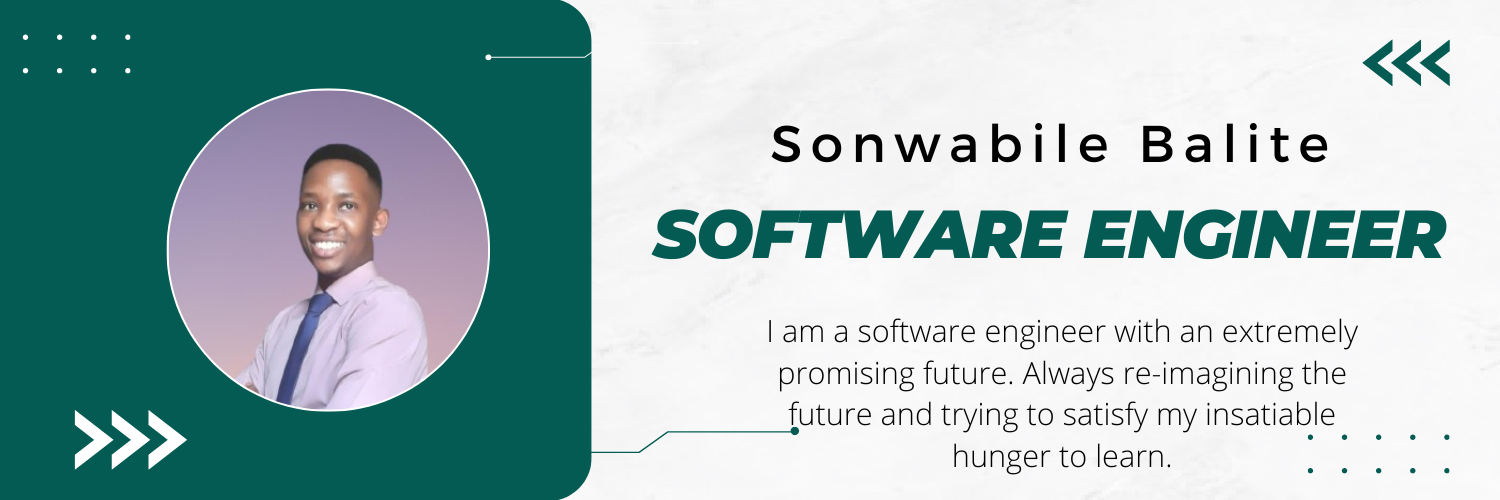 Sonwabile Balite
SOFTWARE ENGINEER
I am a software engineer with an extremely
promising future. Always re-imagining the
future and trying to satisfy my insatiable
hunger to learn.